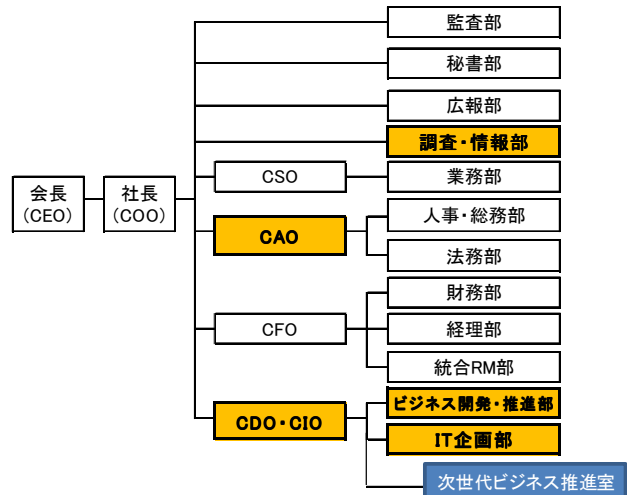 監査部
秘書部
広報部
調査・情報部
会長
(CEO)
社長
(COO)
CSO
業務部
CAO
人事・総務部
法務部
CFO
財務部
経理部
統合RM部
CDO・CIO
ビジネス開発・推進部
IT企画部
次世代ビジネス推進室